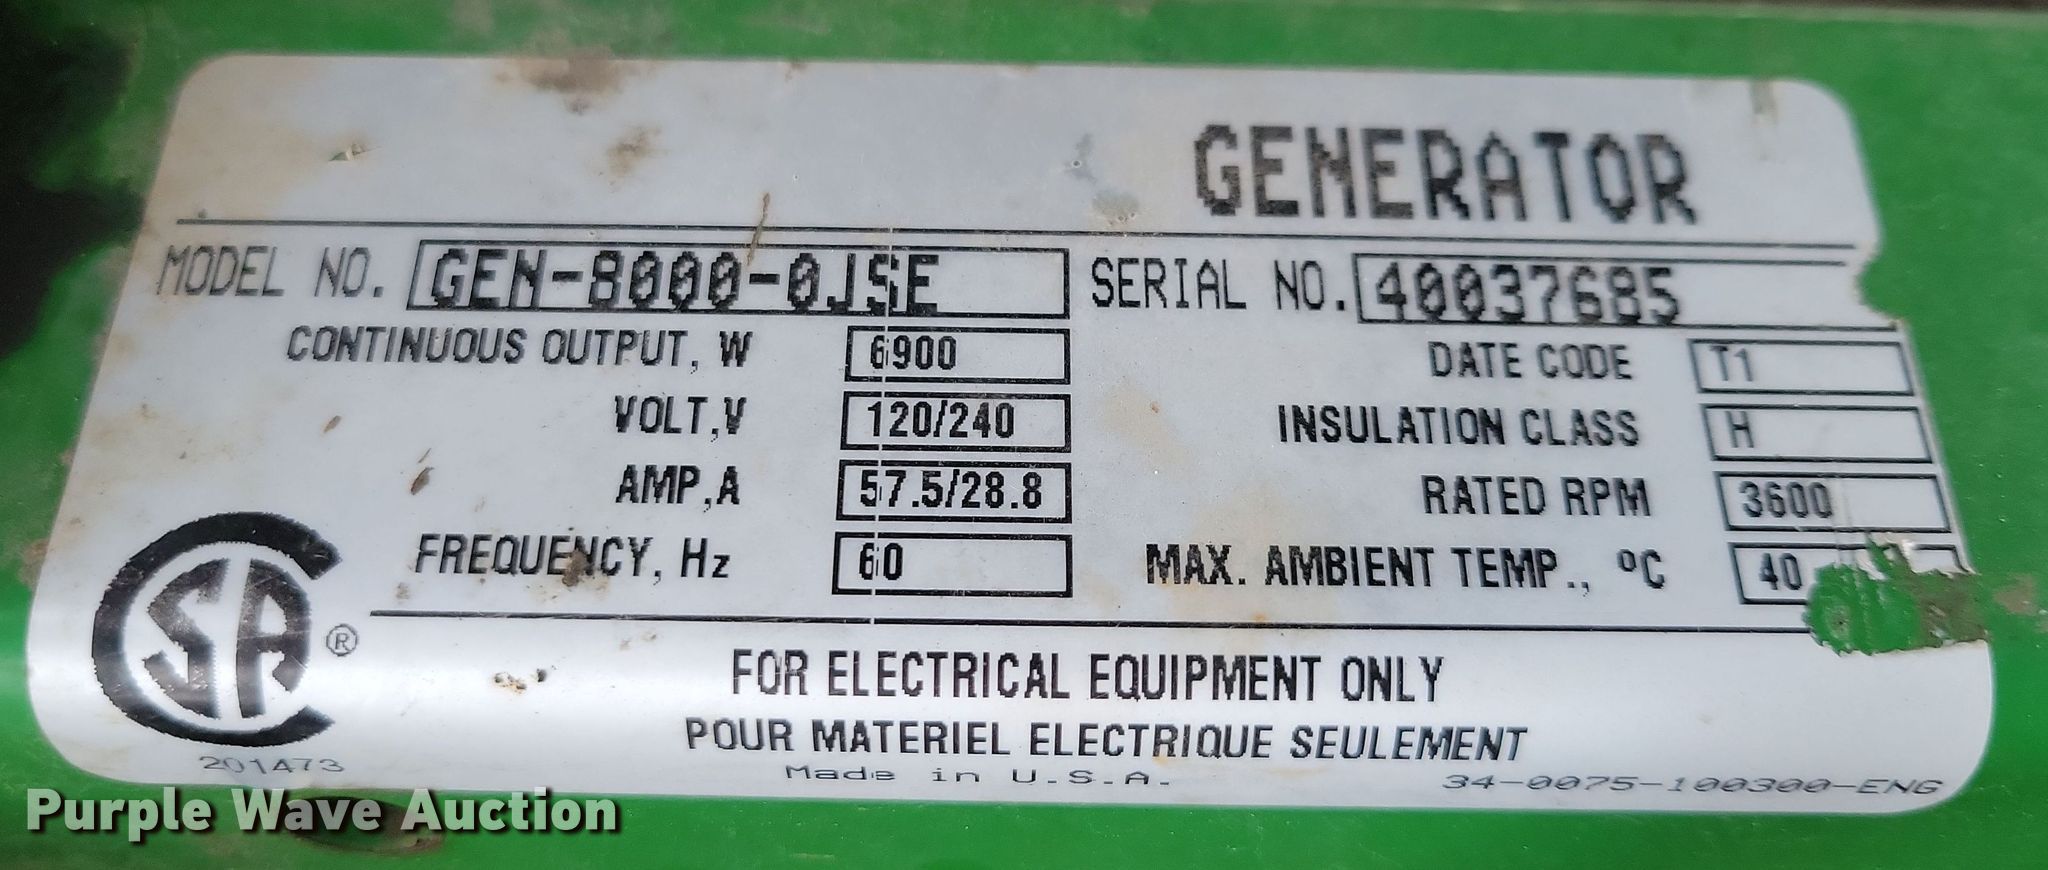 GENERATOR
MODEL NO. GEN-8000-0JSE SERIAL NO. 40037685
CONTINUOUS OUTPUT, W 6900 DATE CODE T1
VOLT,V 120/240 INSULATION CLASS H
AMP,A 57.5/28.8 RATED RPM 3600
FREQUENCY, Hz 60 MAX. AMBIENT TEMP., ºC 40
CSA ®
FOR ELECTRICAL EQUIPMENT ONLY
POUR MATERIEL ELECTRIQUE SEULEMENT
201473 Made in U.S.A. 34-0075-100300-ENG
Purple Wave Auction